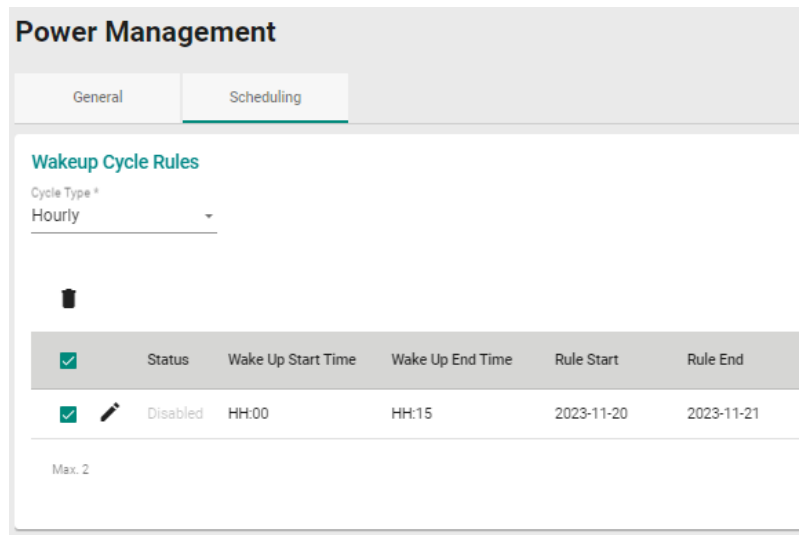 Power Management
General Scheduling
Wakeup Cycle Rules
Cycle Type *
Hourly
Status Wake Up Start Time Wake Up End Time Rule Start Rule End
Disabled HH:00 HH:15 2023-11-20 2023-11-21
Max. 2